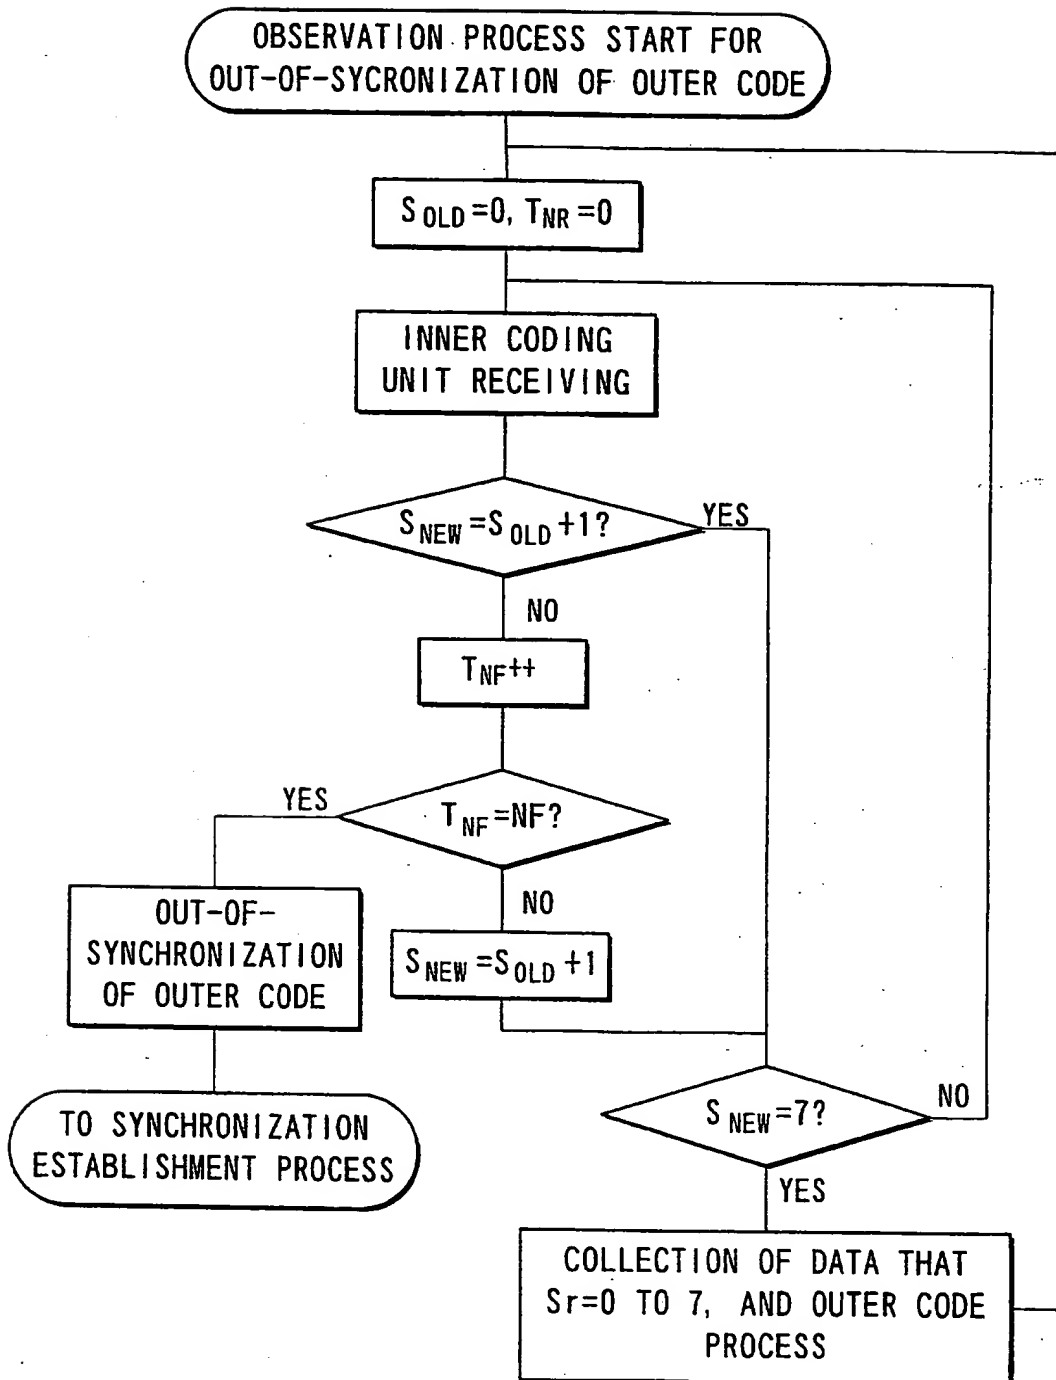 OBSERVATION PROCESS START FOR
OUT-OF-SYCRONIZATION OF OUTER CODE
S OLD =0, T NR =0
INNER CODING
UNIT RECEIVING
S NEW =S OLD +1?
YES
NO
T NF ++
T NF =NF?
YES
NO
OUT-OF-
SYNCHRONIZATION
OF OUTER CODE
S NEW =S OLD +1
TO SYNCHRONIZATION
ESTABLISHMENT PROCESS
S NEW =7?
NO
YES
COLLECTION OF DATA THAT
Sr=0 TO 7, AND OUTER CODE
PROCESS